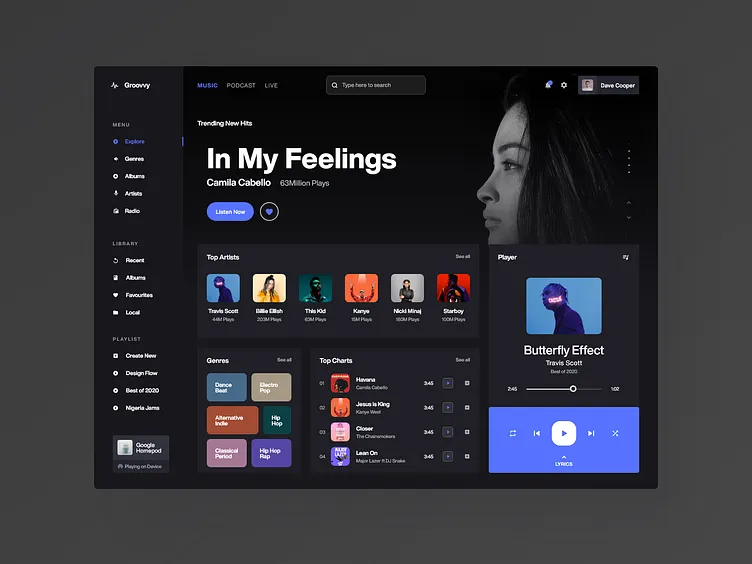 Groovvy
MENU
Explore
Genres
Albums
Artists
Radio
LIBRARY
Recent
Albums
Favourites
Local
PLAYLIST
Create New
Design Flow
Best of 2020
Nigeria Jams
Google
Homepod
Playing on Device
MUSIC
PODCAST
LIVE
Type here to search
Dave Cooper
Trending New Hits
In My Feelings
Camila Cabello
63Million Plays
Listen Now
Top Artists
See all
Travis Scott
44M Plays
Billie Ellish
203M Plays
This Kid
63M Plays
Kanye
15M Plays
Nicki Minaj
180M Plays
Starboy
100M Plays
Genres
See all
Dance
Beat
Electro
Pop
Alternative
Indie
Hip
Hop
Classical
Period
Hip Hop
Rap
Top Charts
See all
01
Havana
Camila Cabello
3:45
02
Jesus is King
Kanye West
3:45
03
Closer
The Chainsmokers
3:45
04
Lean On
Major Lazer ft DJ Snake
3:45
Player
Butterfly Effect
Travis Scott
Best of 2020
2:45
1:02
LYRICS